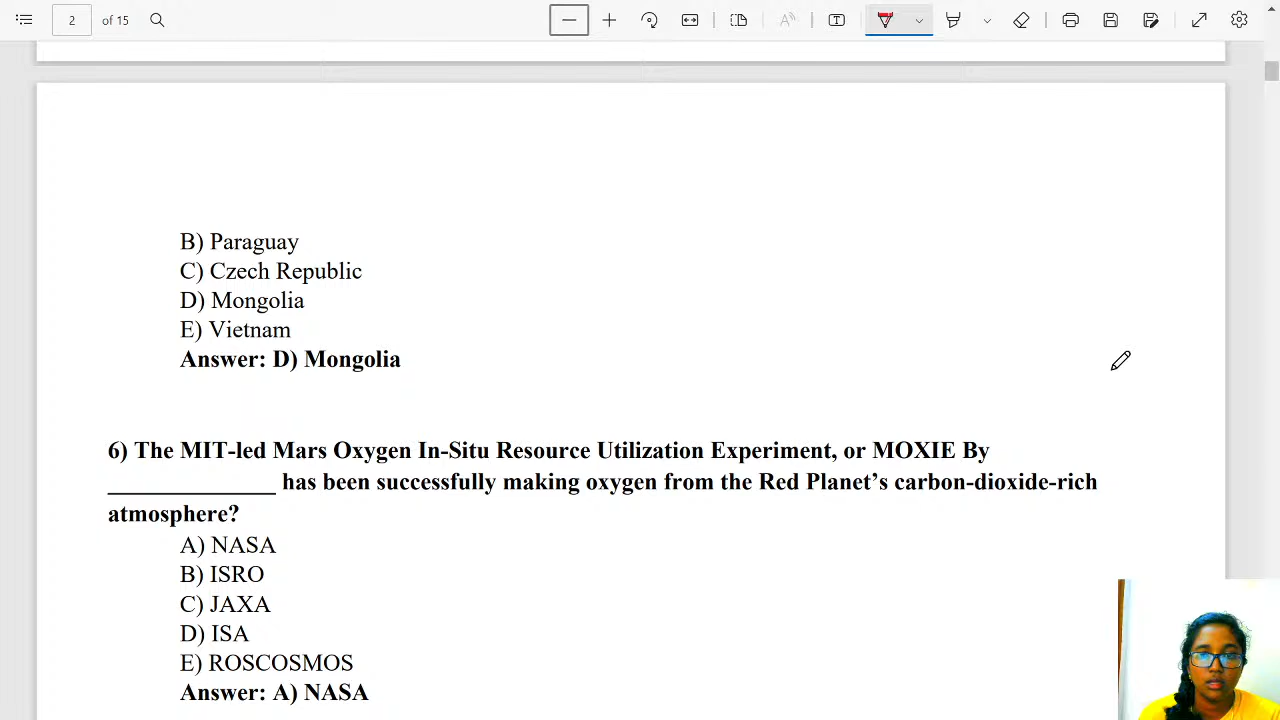 2 of 15
B) Paraguay
C) Czech Republic
D) Mongolia
E) Vietnam
Answer: D) Mongolia
6) The MIT-led Mars Oxygen In-Situ Resource Utilization Experiment, or MOXIE By
______________ has been successfully making oxygen from the Red Planet’s carbon-dioxide-rich
atmosphere?
A) NASA
B) ISRO
C) JAXA
D) ISA
E) ROSCOSMOS
Answer: A) NASA